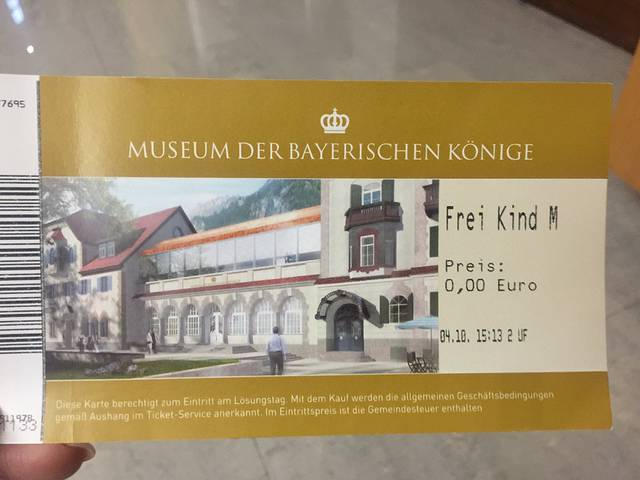 7695
MUSEUM DER BAYERISCHEN KÖNIGE
Frei Kind M
Preis:
0,00 Euro
04.10. 15:13 2 UF
Diese Karte berechtigt zum Eintritt am Lösungstag. Mit dem Kauf werden die allgemeinen Geschäftsbedingungen
gemäß Aushang im Ticket-Service anerkannt. Im Eintrittspreis ist die Gemeindesteuer enthalten